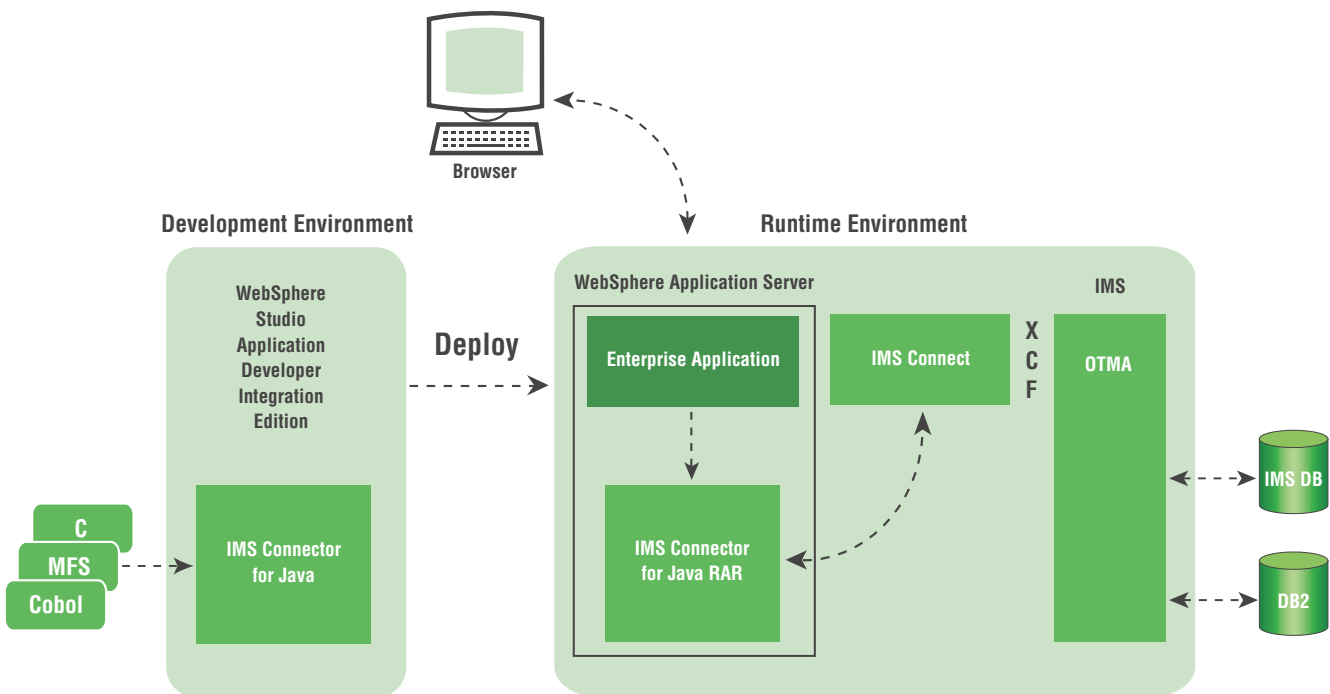 Browser
Development Environment
Runtime Environment
WebSphere
Studio
Application
Developer
Integration
Edition
Deploy
WebSphere Application Server
IMS
Enterprise Application
IMS Connect
X
C
F
OTMA
C
MFS
Cobol
IMS Connector
for Java
IMS Connector
for Java RAR
IMS DB
DB2